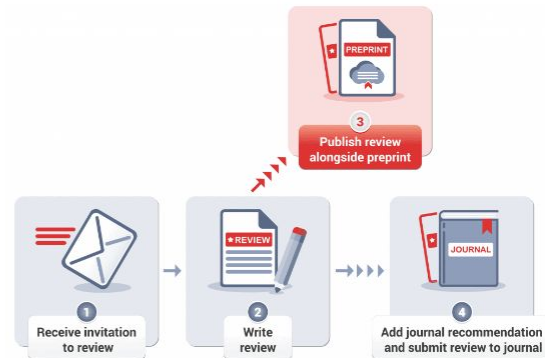 PREPRINT
3
Publish review
alongside preprint
REVIEW
JOURNAL
1
Receive invitation
to review
2
Write
review
4
Add journal recommendation
and submit review to journal